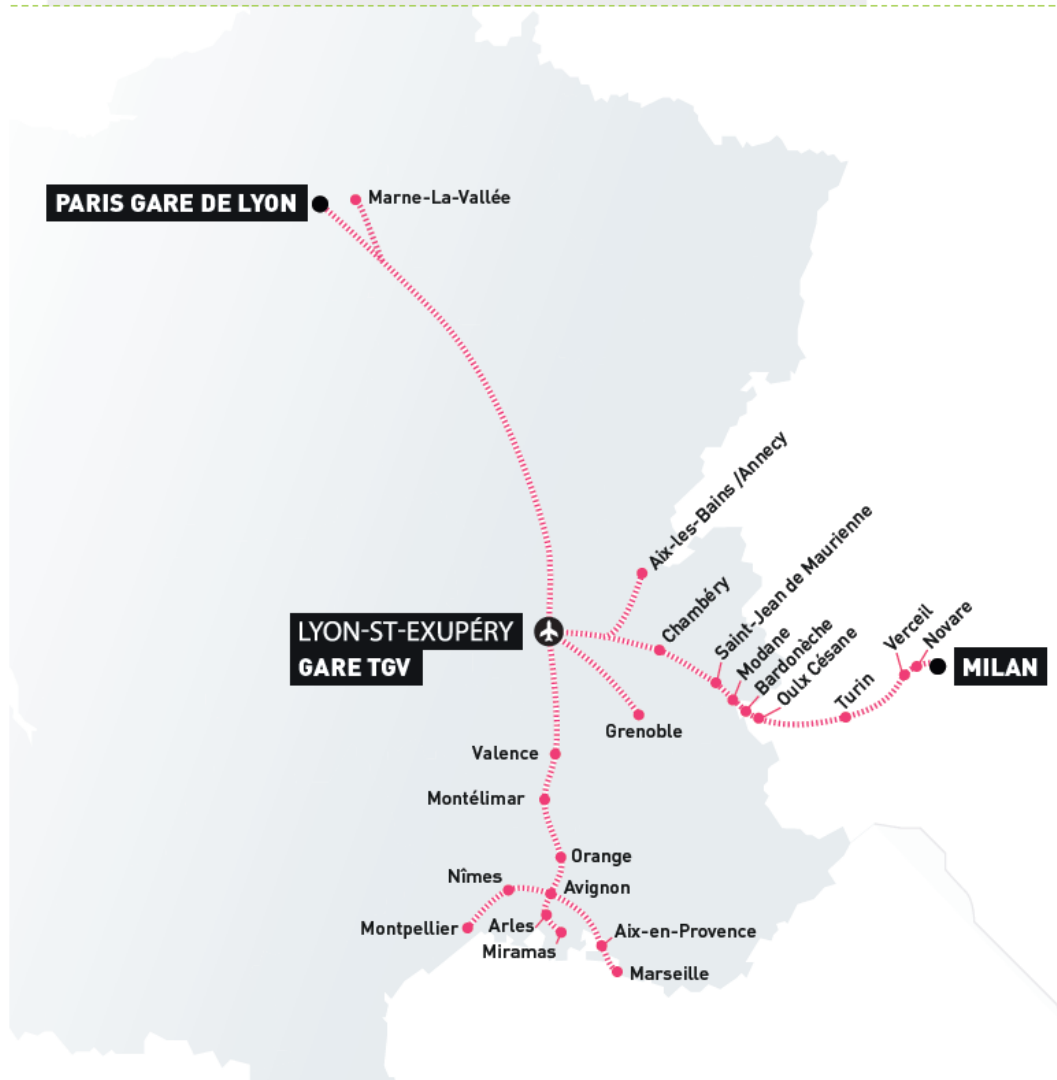 PARIS GARE DE LYON
Marne-La-Vallée
Aix-les-Bains /Annecy
Chambéry
Saint-Jean de Maurienne
Modane
Bardonèche
Oulx Césane
Turin
Verceil
Novare
MILAN
LYON-ST-EXUPÉRY
GARE TGV
Grenoble
Valence
Montélimar
Orange
Nîmes
Avignon
Montpellier
Arles
Miramas
Aix-en-Provence
Marseille